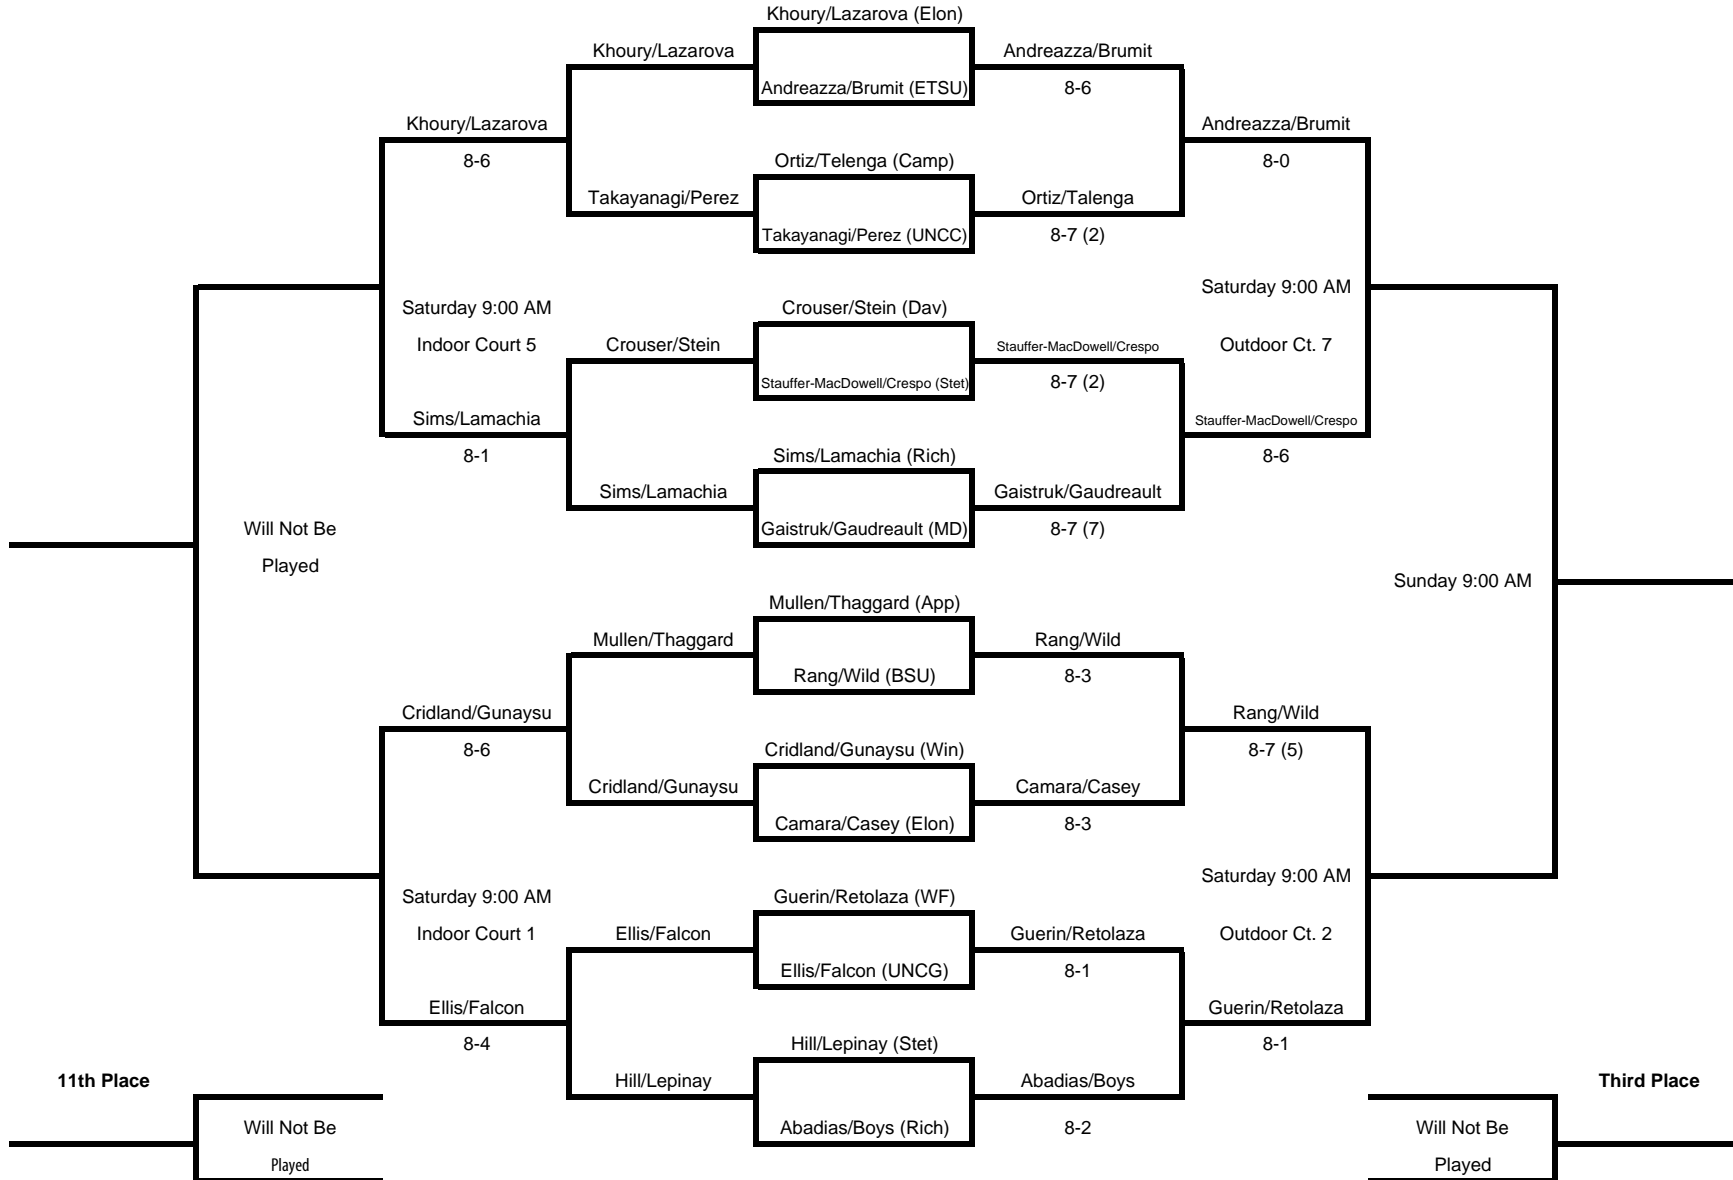 Khoury/Lazarova (Elon)
Khoury/Lazarova
Andreazza/Brumit
Andreazza/Brumit (ETSU)
8-6
Khoury/Lazarova
Andreazza/Brumit
8-6
Ortiz/Telenga (Camp)
8-0
Takayanagi/Perez
Ortiz/Talenga
Takayanagi/Perez (UNCC)
8-7 (2)
Saturday 9:00 AM
Crouser/Stein (Dav)
Saturday 9:00 AM
Indoor Court 5
Crouser/Stein
Stauffer-MacDowell/Crespo
Outdoor Ct. 7
Stauffer-MacDowell/Crespo (Stet)
8-7 (2)
Sims/Lamachia
Stauffer-MacDowell/Crespo
8-1
Sims/Lamachia (Rich)
8-6
Sims/Lamachia
Gaistruk/Gaudreault
Will Not Be
Gaistruk/Gaudreault (MD)
8-7 (7)
Played
Sunday 9:00 AM
Mullen/Thaggard (App)
Mullen/Thaggard
Rang/Wild
Rang/Wild (BSU)
8-3
Cridland/Gunaysu
Rang/Wild
8-6
Cridland/Gunaysu (Win)
8-7 (5)
Cridland/Gunaysu
Camara/Casey
Camara/Casey (Elon)
8-3
Saturday 9:00 AM
Guerin/Retolaza (WF)
Saturday 9:00 AM
Indoor Court 1
Ellis/Falcon
Guerin/Retolaza
Outdoor Ct. 2
Ellis/Falcon (UNCG)
8-1
Ellis/Falcon
Guerin/Retolaza
8-4
Hill/Lepinay (Stet)
8-1
11th Place
Hill/Lepinay
Abadias/Boys
Third Place
Will Not Be
Abadias/Boys (Rich)
8-2
Will Not Be
Played
Played